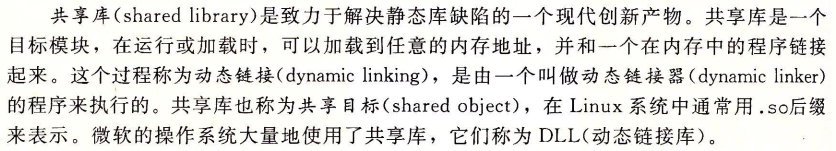 共享库(shared library)是致力于解决静态库缺陷的一个现代创新产物。共享库是一个
目标模块，在运行或加载时，可以加载到任意的内存地址，并和一个在内存中的程序链接
起来。这个过程称为动态链接(dynamic linking)，是由一个叫做动态链接器(dynamic linker)
的程序来执行的。共享库也称为共享目标(shared object)，在 Linux 系统中通常用.so后缀
来表示。微软的操作系统大量地使用了共享库，它们称为 DLL(动态链接库)。